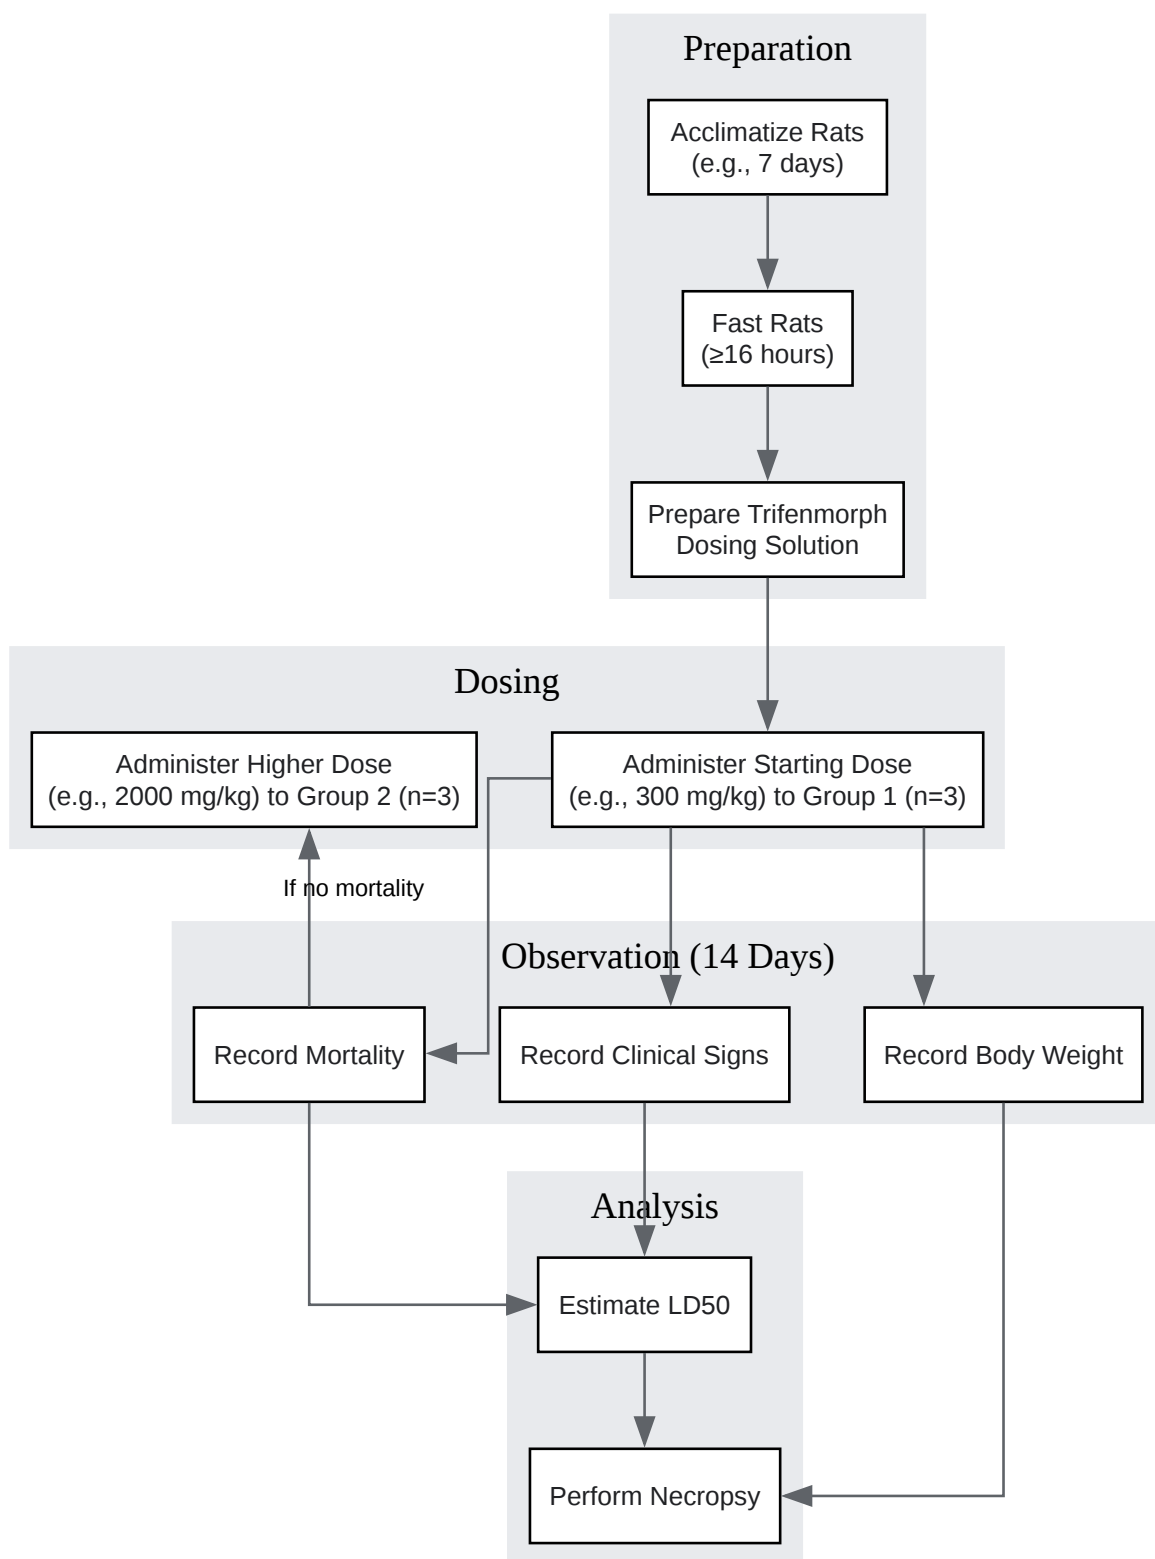 Preparation
Acclimatize Rats
(e.g., 7 days)
Fast Rats
(≥16 hours)
Prepare Trifenmorph
Dosing Solution
Dosing
Administer Higher Dose
(e.g., 2000 mg/kg) to Group 2 (n=3)
Administer Starting Dose
(e.g., 300 mg/kg) to Group 1 (n=3)
If no mortality
Observation (14 Days)
Record Mortality
Record Clinical Signs
Record Body Weight
Analysis
Estimate LD50
Perform Necropsy